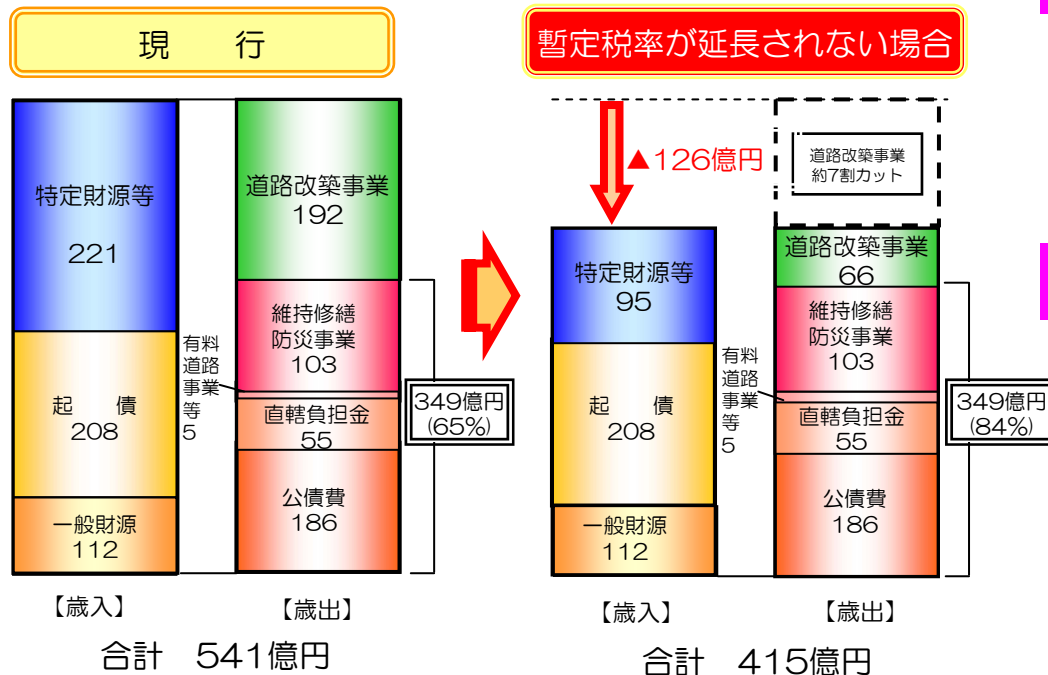 現　行
特定財源等
221
起　債
208
一般財源
112
有料
道路
事業
等
5
道路改築事業
192
維持修繕
防災事業
103
直轄負担金
55
公債費
186
349億円
(65%)
【歳入】
【歳出】
合計　541億円
暫定税率が延長されない場合
▲126億円
道路改築事業
約7割カット
特定財源等
95
起　債
208
一般財源
112
有料
道路
事業
等
5
道路改築事業
66
維持修繕
防災事業
103
直轄負担金
55
公債費
186
349億円
(84%)
【歳入】
【歳出】
合計　415億円